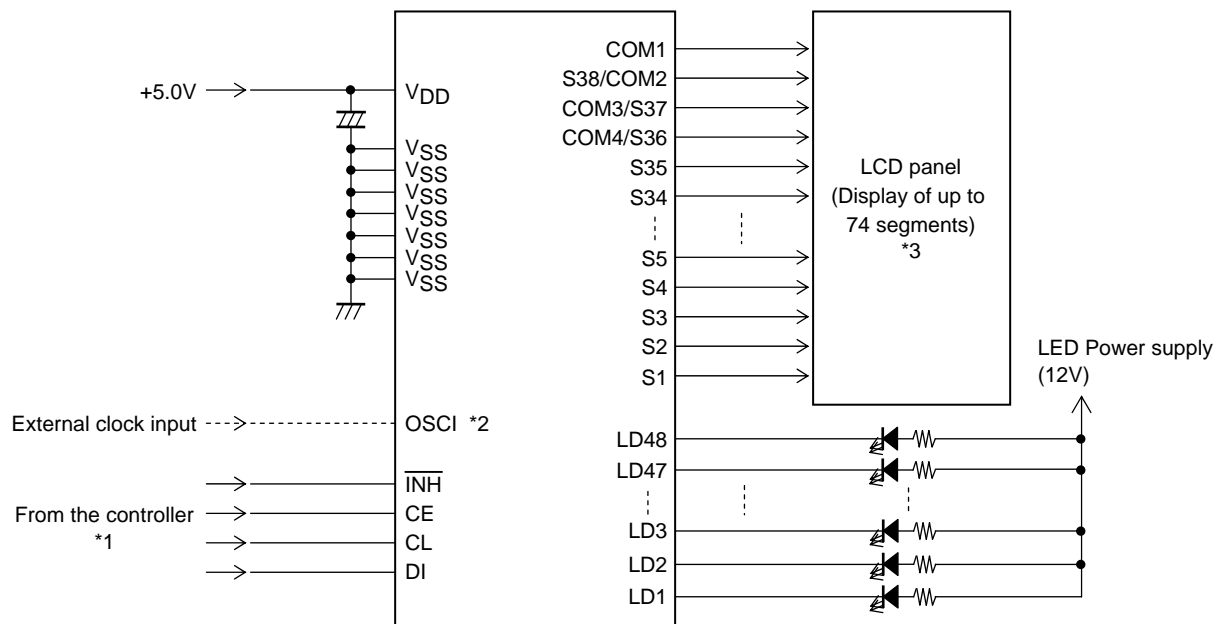 +5.0V
VDD
VSS
VSS
VSS
VSS
VSS
VSS
VSS
External clock input
OSCI *2
From the controller
*1
INH
CE
CL
DI
COM1
S38/COM2
COM3/S37
COM4/S36
S35
S34
S5
S4
S3
S2
S1
LCD panel
(Display of up to
74 segments)
*3
LED Power supply
(12V)
LD48
LD47
LD3
LD2
LD1